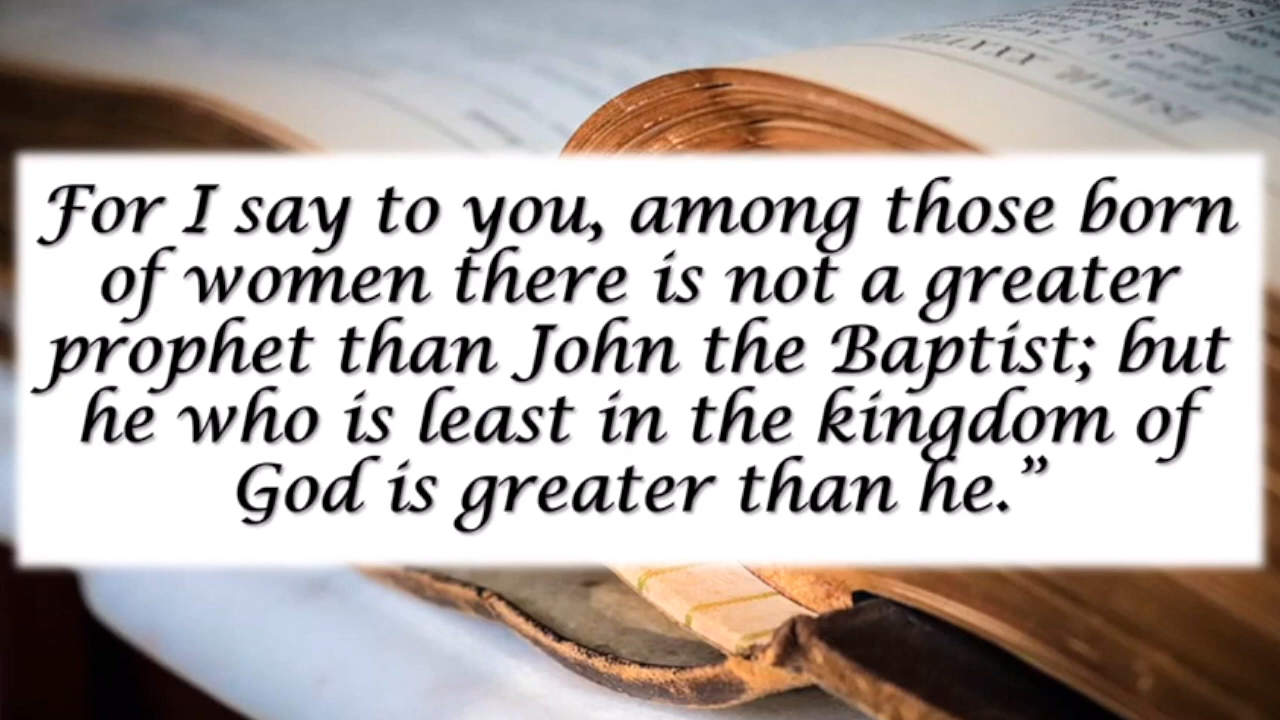 For I say to you, among those born
of women there is not a greater
prophet than John the Baptist; but
he who is least in the kingdom of
God is greater than he.”